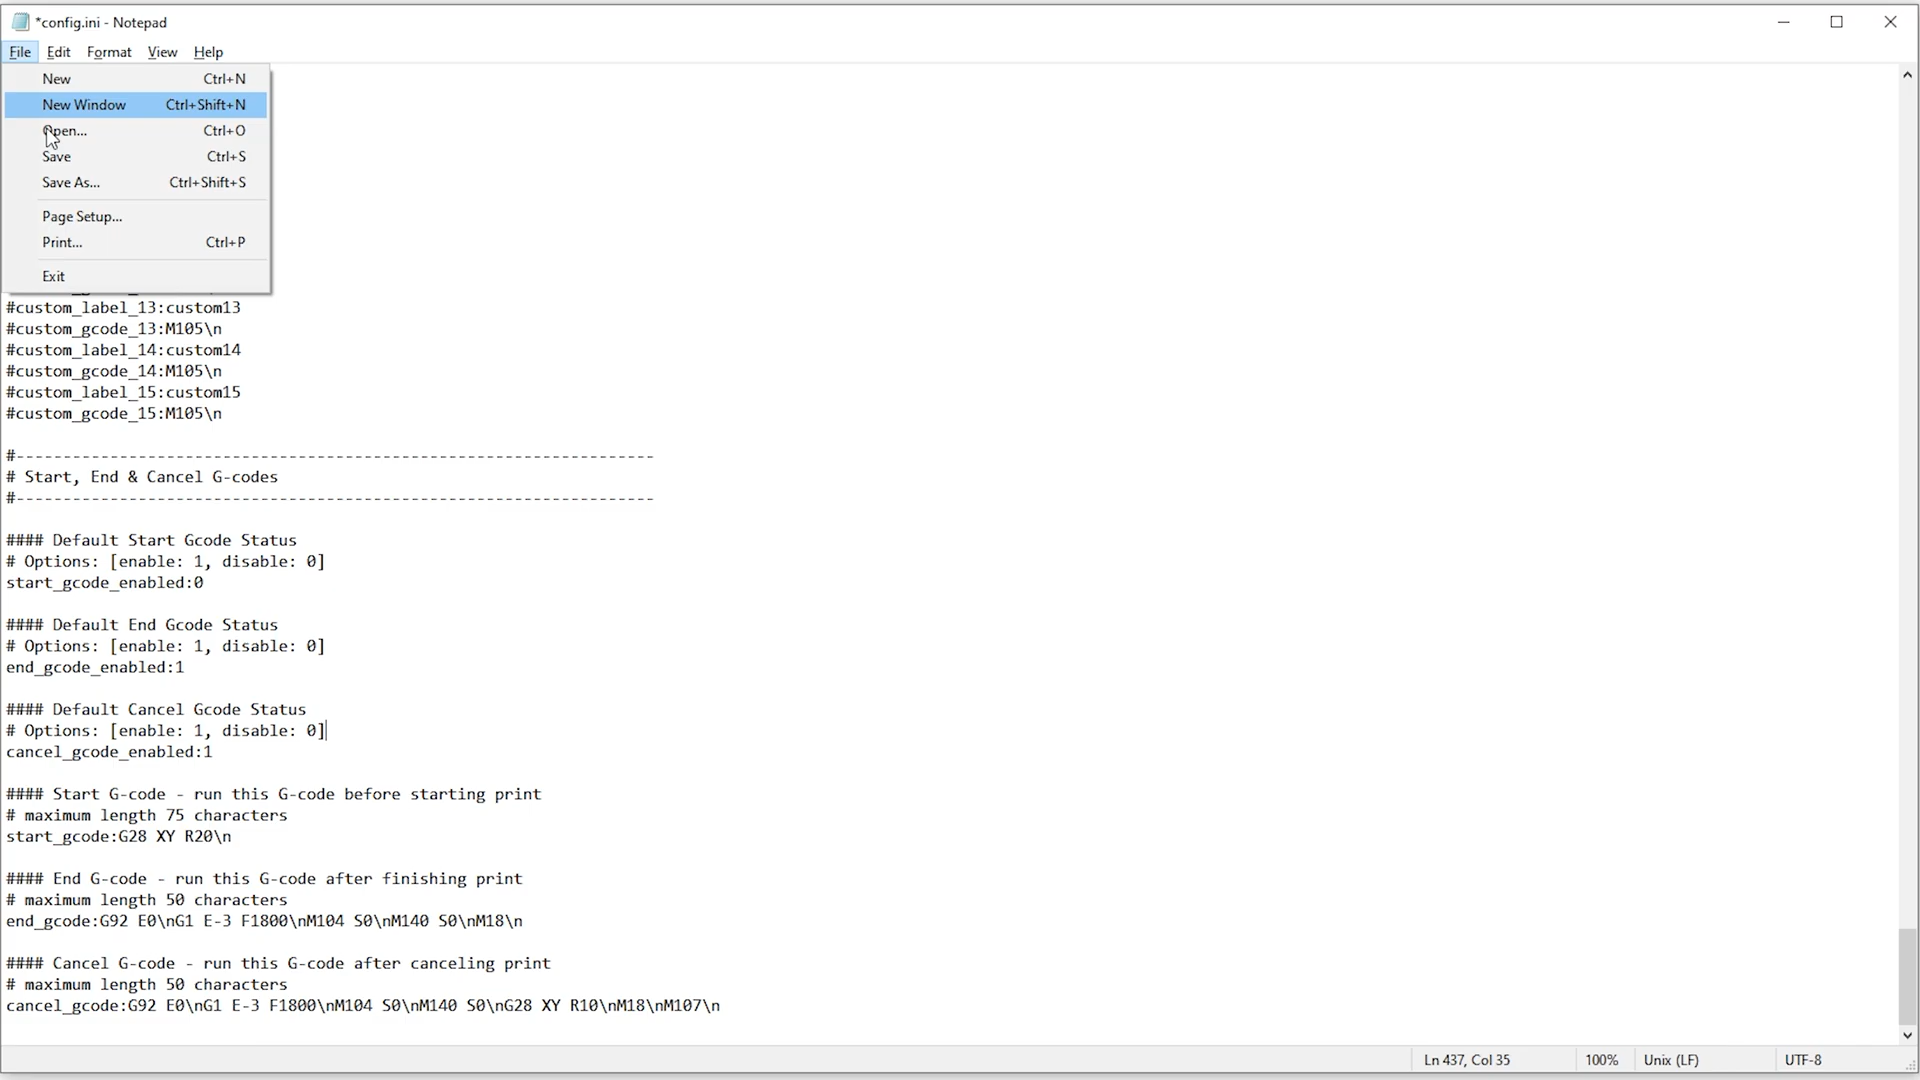 *config.ini - Notepad
File Edit Format View Help
New Ctrl+N
New Window Ctrl+Shift+N
Open... Ctrl+O
Save Ctrl+S
Save As... Ctrl+Shift+S
Page Setup...
Print... Ctrl+P
Exit
#custom_label_13:custom13
#custom_gcode_13:M105\n
#custom_label_14:custom14
#custom_gcode_14:M105\n
#custom_label_15:custom15
#custom_gcode_15:M105\n
#--------------------------------------------------------------------
# Start, End & Cancel G-codes
#--------------------------------------------------------------------
#### Default Start Gcode Status
# Options: [enable: 1, disable: 0]
start_gcode_enabled:0
#### Default End Gcode Status
# Options: [enable: 1, disable: 0]
end_gcode_enabled:1
#### Default Cancel Gcode Status
# Options: [enable: 1, disable: 0]
cancel_gcode_enabled:1
#### Start G-code - run this G-code before starting print
# maximum length 75 characters
start_gcode:G28 XY R20\n
#### End G-code - run this G-code after finishing print
# maximum length 50 characters
end_gcode:G92 E0\nG1 E-3 F1800\nM104 S0\nM140 S0\nM18\n
#### Cancel G-code - run this G-code after canceling print
# maximum length 50 characters
cancel_gcode:G92 E0\nG1 E-3 F1800\nM104 S0\nM140 S0\nG28 XY R10\nM18\nM107\n
Ln 437, Col 35 100% Unix (LF) UTF-8